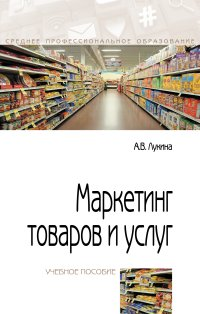 СРЕДНЕЕ ПРОФЕССИОНАЛЬНОЕ ОБРАЗОВАНИЕ
А.В. Лукина
Маркетинг
товаров и услуг
УЧЕБНОЕ ПОСОБИЕ